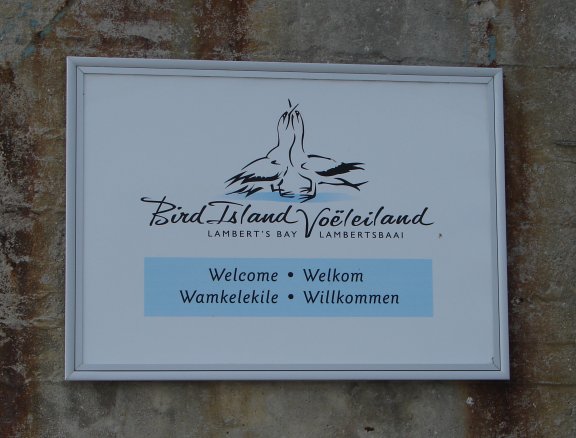 Bird Island Voëleiland
LAMBERT'S BAY LAMBERTSBAAI
Welcome • Welkom
Wamkelekile • Willkommen